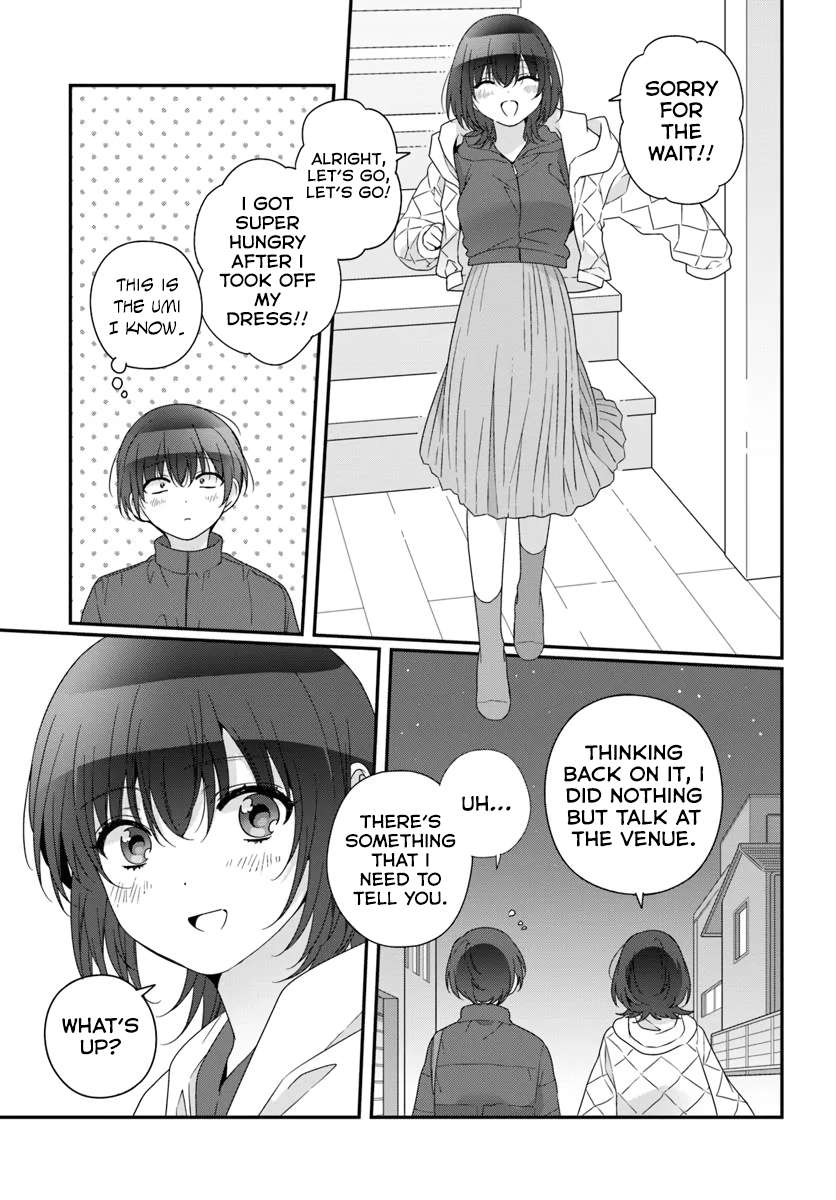 SORRY
FOR
THE
WAIT!!
ALRIGHT,
LET'S GO,
LET'S GO!
I GOT
SUPER
HUNGRY
AFTER I
TOOK OFF
MY
DRESS!!
THIS IS
THE UMI
I KNOW.
THINKING
BACK ON IT, I
DID NOTHING
BUT TALK AT
THE VENUE.
UH...
THERE'S
SOMETHING
THAT I
NEED TO
TELL YOU.
WHAT'S
UP?